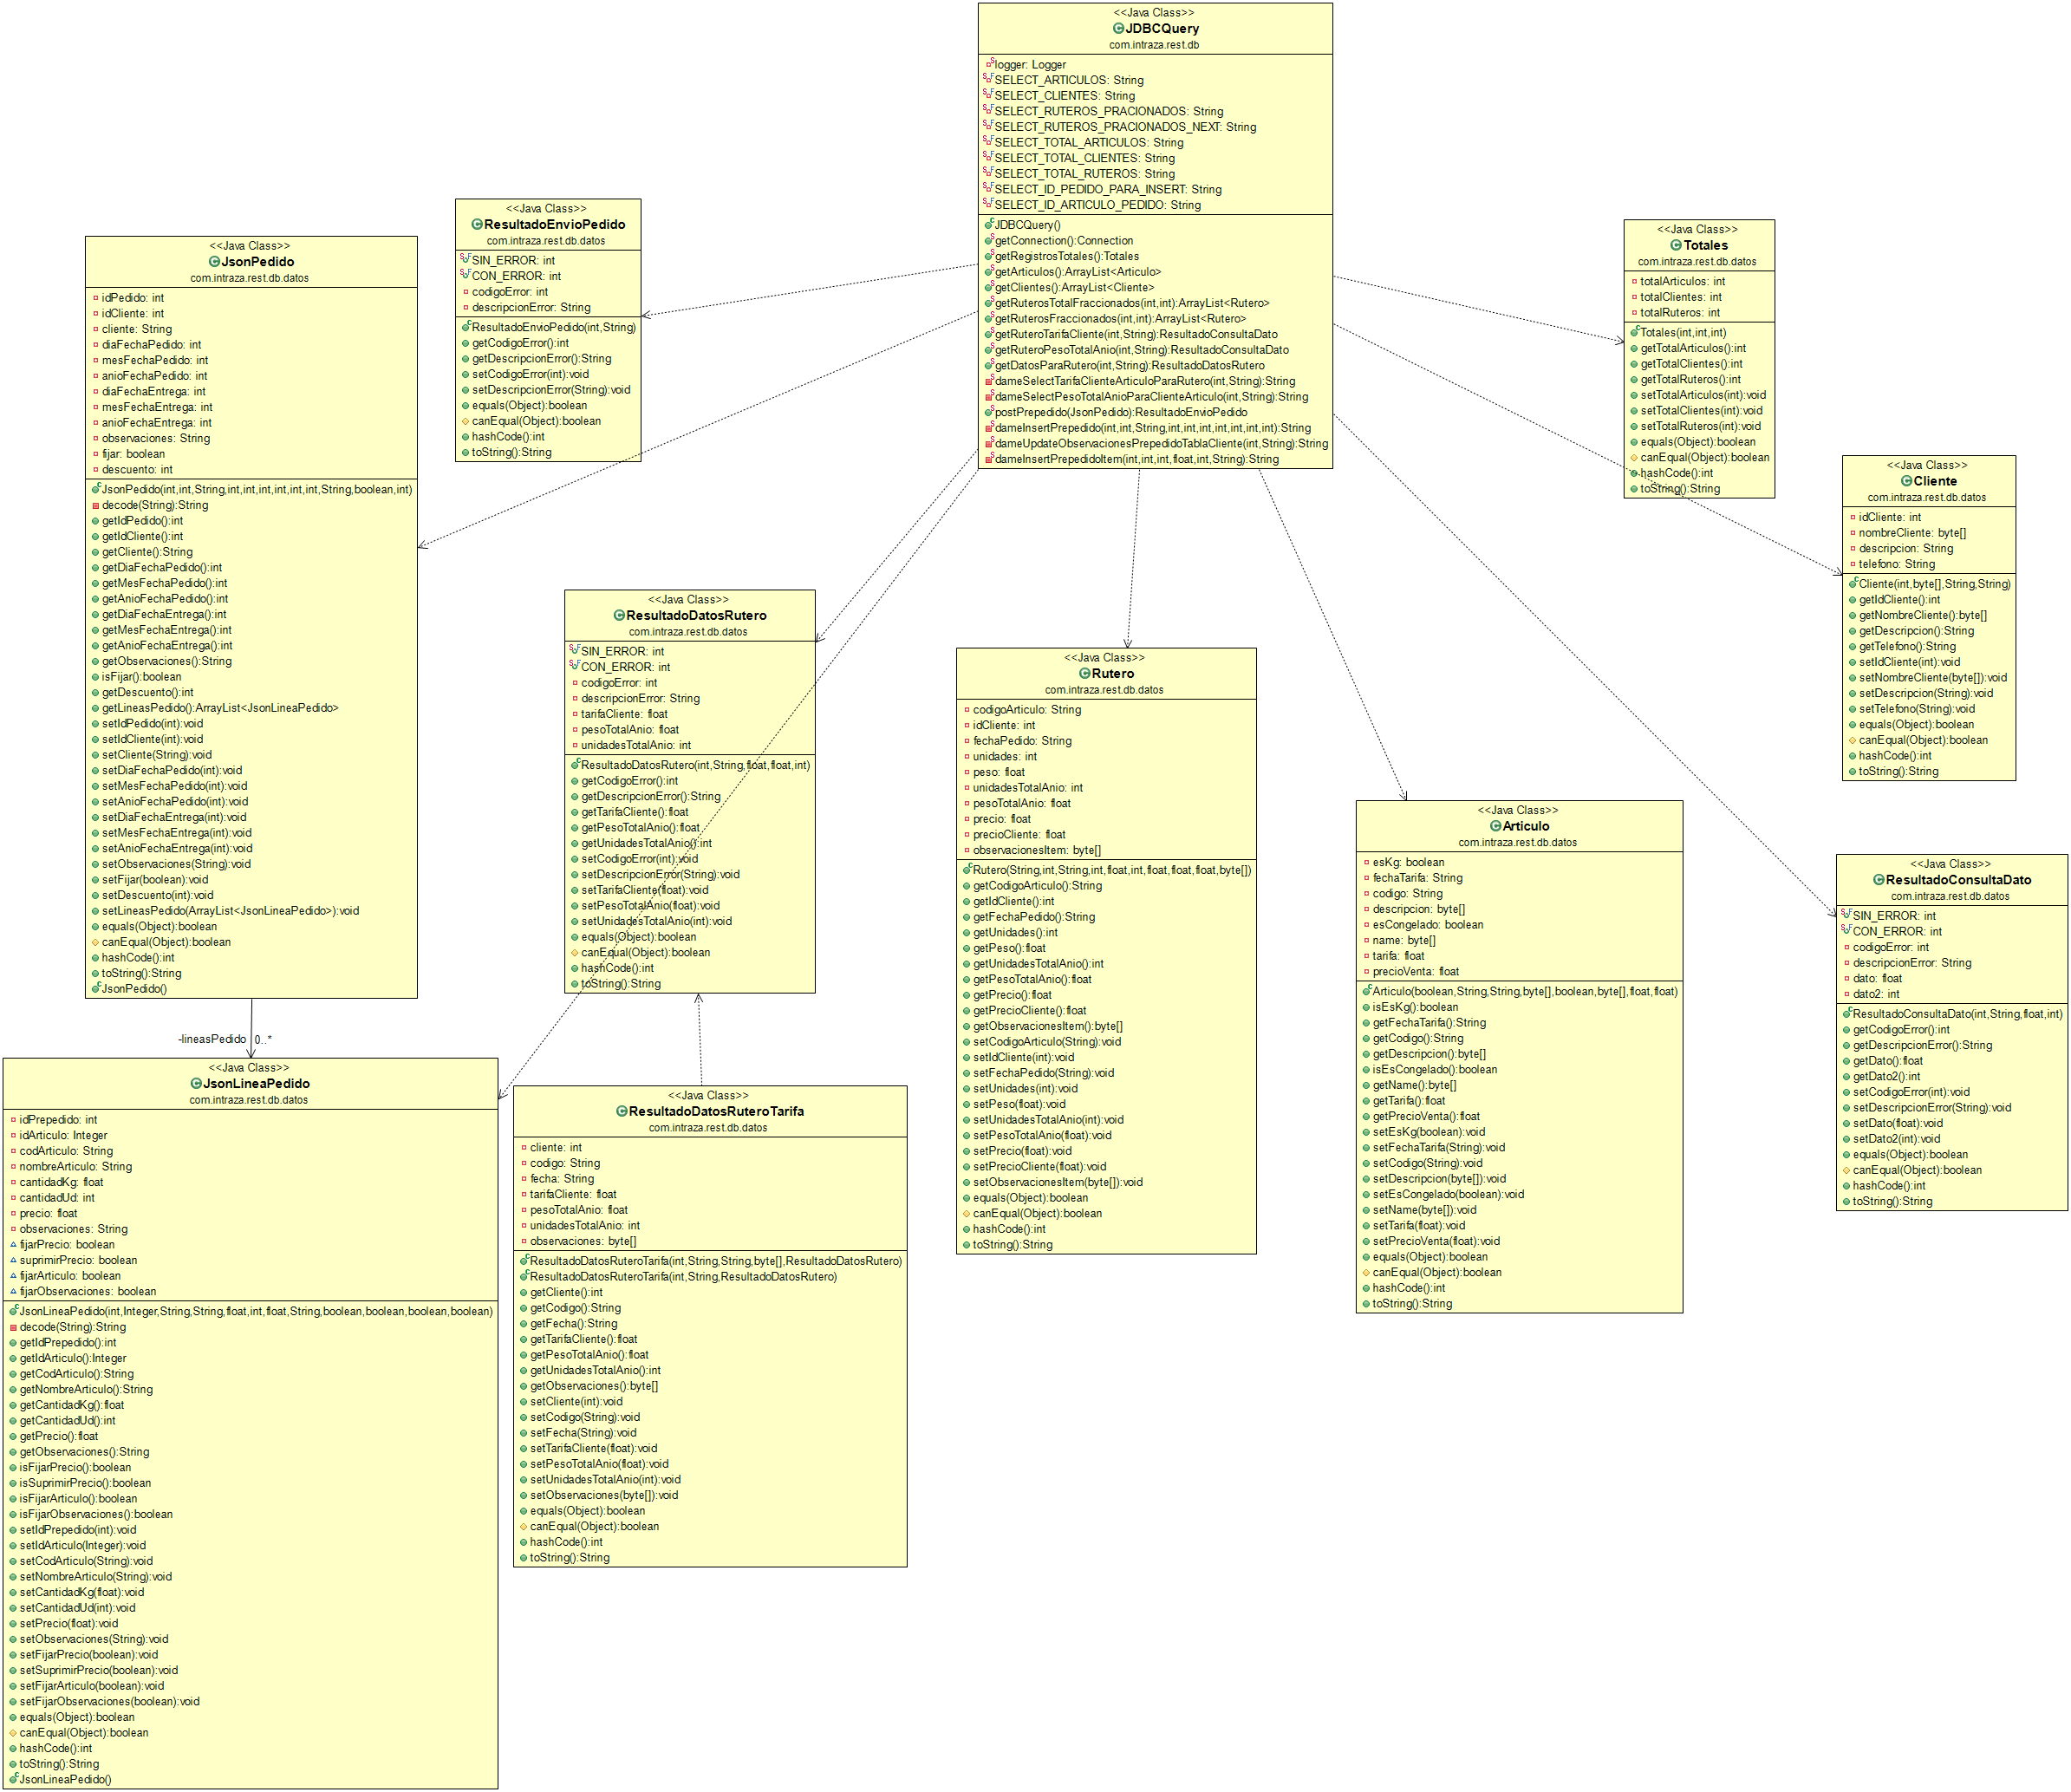 <<Java Class>>
JDBCQuery
com.intraza.rest.db
logger: Logger
SELECT_ARTICULOS: String
SELECT_CLIENTES: String
SELECT_RUTEROS_PRACIONADOS: String
SELECT_RUTEROS_PRACIONADOS_NEXT: String
SELECT_TOTAL_ARTICULOS: String
SELECT_TOTAL_CLIENTES: String
SELECT_TOTAL_RUTEROS: String
SELECT_ID_PEDIDO_PARA_INSERT: String
SELECT_ID_ARTICULO_PEDIDO: String
JDBCQuery()
getConnection():Connection
getRegistrosTotales():Totales
getArticulos():ArrayList<Articulo>
getClientes():ArrayList<Cliente>
getRuterosTotalFraccionados(int,int):ArrayList<Rutero>
getRuterosFraccionados(int,int):ArrayList<Rutero>
getRuteroTarifaCliente(int,String):ResultadoConsultaDato
getRuteroPesoTotalAnio(int,String):ResultadoConsultaDato
getDatosParaRutero(int,String):ResultadoDatosRutero
dameSelectTarifaClienteArticuloParaRutero(int,String):String
dameSelectPesoTotalAnioParaClienteArticulo(int,String):String
postPrepedido(JsonPedido):ResultadoEnvioPedido
dameInsertPrepedido(int,int,String,int,int,int,int,int,int,int):String
dameUpdateObservacionesPrepedidoTablaCliente(int,String):String
dameInsertPrepedidoItem(int,int,int,float,int,String):String
<<Java Class>>
ResultadoEnvioPedido
com.intraza.rest.db.datos
SIN_ERROR: int
CON_ERROR: int
codigoError: int
descripcionError: String
ResultadoEnvioPedido(int,String)
getCodigoError():int
getDescripcionError():String
setCodigoError(int):void
setDescripcionError(String):void
equals(Object):boolean
canEqual(Object):boolean
hashCode():int
toString():String
<<Java Class>>
Totales
com.intraza.rest.db.datos
totalArticulos: int
totalClientes: int
totalRuteros: int
Totales(int,int,int)
getTotalArticulos():int
getTotalClientes():int
getTotalRuteros():int
setTotalArticulos(int):void
setTotalClientes(int):void
setTotalRuteros(int):void
equals(Object):boolean
canEqual(Object):boolean
hashCode():int
toString():String
<<Java Class>>
JsonPedido
com.intraza.rest.db.datos
idPedido: int
idCliente: int
cliente: String
diaFechaPedido: int
mesFechaPedido: int
anioFechaPedido: int
diaFechaEntrega: int
mesFechaEntrega: int
anioFechaEntrega: int
observaciones: String
fijar: boolean
descuento: int
JsonPedido(int,int,String,int,int,int,int,int,int,String,boolean,int)
decode(String):String
getIdPedido():int
getIdCliente():int
getCliente():String
getDiaFechaPedido():int
getMesFechaPedido():int
getAnioFechaPedido():int
getDiaFechaEntrega():int
getMesFechaEntrega():int
getAnioFechaEntrega():int
getObservaciones():String
isFijar():boolean
getDescuento():int
getLineasPedido():ArrayList<JsonLineaPedido>
setIdPedido(int):void
setIdCliente(int):void
setCliente(String):void
setDiaFechaPedido(int):void
setMesFechaPedido(int):void
setAnioFechaPedido(int):void
setDiaFechaEntrega(int):void
setMesFechaEntrega(int):void
setAnioFechaEntrega(int):void
setObservaciones(String):void
setFijar(boolean):void
setDescuento(int):void
setLineasPedido(ArrayList<JsonLineaPedido>):void
equals(Object):boolean
canEqual(Object):boolean
hashCode():int
toString():String
JsonPedido()
<<Java Class>>
Cliente
com.intraza.rest.db.datos
idCliente: int
nombreCliente: byte[]
descripcion: String
telefono: String
Cliente(int,byte[],String,String)
getIdCliente():int
getNombreCliente():byte[]
getDescripcion():String
getTelefono():String
setIdCliente(int):void
setNombreCliente(byte[]):void
setDescripcion(String):void
setTelefono(String):void
equals(Object):boolean
canEqual(Object):boolean
hashCode():int
toString():String
<<Java Class>>
ResultadoDatosRutero
com.intraza.rest.db.datos
SIN_ERROR: int
CON_ERROR: int
codigoError: int
descripcionError: String
tarifaCliente: float
pesoTotalAnio: float
unidadesTotalAnio: int
ResultadoDatosRutero(int,String,float,float,int)
getCodigoError():int
getDescripcionError():String
getTarifaCliente():float
getPesoTotalAnio():float
getUnidadesTotalAnio():int
setCodigoError(int):void
setDescripcionError(String):void
setTarifaCliente(float):void
setPesoTotalAnio(float):void
setUnidadesTotalAnio(int):void
equals(Object):boolean
canEqual(Object):boolean
hashCode():int
toString():String
<<Java Class>>
Rutero
com.intraza.rest.db.datos
codigoArticulo: String
idCliente: int
fechaPedido: String
unidades: int
peso: float
unidadesTotalAnio: int
pesoTotalAnio: float
precio: float
precioCliente: float
observacionesItem: byte[]
Rutero(String,int,String,int,float,int,float,float,float,byte[])
getCodigoArticulo():String
getIdCliente():int
getFechaPedido():String
getUnidades():int
getPeso():float
getUnidadesTotalAnio():int
getPesoTotalAnio():float
getPrecio():float
getPrecioCliente():float
getObservacionesItem():byte[]
setCodigoArticulo(String):void
setIdCliente(int):void
setFechaPedido(String):void
setUnidades(int):void
setPeso(float):void
setUnidadesTotalAnio(int):void
setPesoTotalAnio(float):void
setPrecio(float):void
setPrecioCliente(float):void
setObservacionesItem(byte[]):void
equals(Object):boolean
canEqual(Object):boolean
hashCode():int
toString():String
<<Java Class>>
Articulo
com.intraza.rest.db.datos
esKg: boolean
fechaTarifa: String
codigo: String
descripcion: byte[]
esCongelado: boolean
name: byte[]
tarifa: float
precioVenta: float
Articulo(boolean,String,String,byte[],boolean,byte[],float,float)
isEsKg():boolean
getFechaTarifa():String
getCodigo():String
getDescripcion():byte[]
isEsCongelado():boolean
getName():byte[]
getTarifa():float
getPrecioVenta():float
setEsKg(boolean):void
setFechaTarifa(String):void
setCodigo(String):void
setDescripcion(byte[]):void
setEsCongelado(boolean):void
setName(byte[]):void
setTarifa(float):void
setPrecioVenta(float):void
equals(Object):boolean
canEqual(Object):boolean
hashCode():int
toString():String
<<Java Class>>
ResultadoConsultaDato
com.intraza.rest.db.datos
SIN_ERROR: int
CON_ERROR: int
codigoError: int
descripcionError: String
dato: float
dato2: int
ResultadoConsultaDato(int,String,float,int)
getCodigoError():int
getDescripcionError():String
getDato():float
getDato2():int
setCodigoError(int):void
setDescripcionError(String):void
setDato(float):void
setDato2(int):void
equals(Object):boolean
canEqual(Object):boolean
hashCode():int
toString():String
-lineasPedido 0..*
<<Java Class>>
JsonLineaPedido
com.intraza.rest.db.datos
idPrepedido: int
idArticulo: Integer
codArticulo: String
nombreArticulo: String
cantidadKg: float
cantidadUd: int
precio: float
observaciones: String
fijarPrecio: boolean
suprimirPrecio: boolean
fijarArticulo: boolean
fijarObservaciones: boolean
JsonLineaPedido(int,Integer,String,String,float,int,float,String,boolean,boolean,boolean,boolean)
decode(String):String
getIdPrepedido():int
getIdArticulo():Integer
getCodArticulo():String
getNombreArticulo():String
getCantidadKg():float
getCantidadUd():int
getPrecio():float
getObservaciones():String
isFijarPrecio():boolean
isSuprimirPrecio():boolean
isFijarArticulo():boolean
isFijarObservaciones():boolean
setIdPrepedido(int):void
setIdArticulo(Integer):void
setCodArticulo(String):void
setNombreArticulo(String):void
setCantidadKg(float):void
setCantidadUd(int):void
setPrecio(float):void
setObservaciones(String):void
setFijarPrecio(boolean):void
setSuprimirPrecio(boolean):void
setFijarArticulo(boolean):void
setFijarObservaciones(boolean):void
equals(Object):boolean
canEqual(Object):boolean
hashCode():int
toString():String
JsonLineaPedido()
<<Java Class>>
ResultadoDatosRuteroTarifa
com.intraza.rest.db.datos
cliente: int
codigo: String
fecha: String
tarifaCliente: float
pesoTotalAnio: float
unidadesTotalAnio: int
observaciones: byte[]
ResultadoDatosRuteroTarifa(int,String,String,byte[],ResultadoDatosRutero)
ResultadoDatosRuteroTarifa(int,String,ResultadoDatosRutero)
getCliente():int
getCodigo():String
getFecha():String
getTarifaCliente():float
getPesoTotalAnio():float
getUnidadesTotalAnio():int
getObservaciones():byte[]
setCliente(int):void
setCodigo(String):void
setFecha(String):void
setTarifaCliente(float):void
setPesoTotalAnio(float):void
setUnidadesTotalAnio(int):void
setObservaciones(byte[]):void
equals(Object):boolean
canEqual(Object):boolean
hashCode():int
toString():String